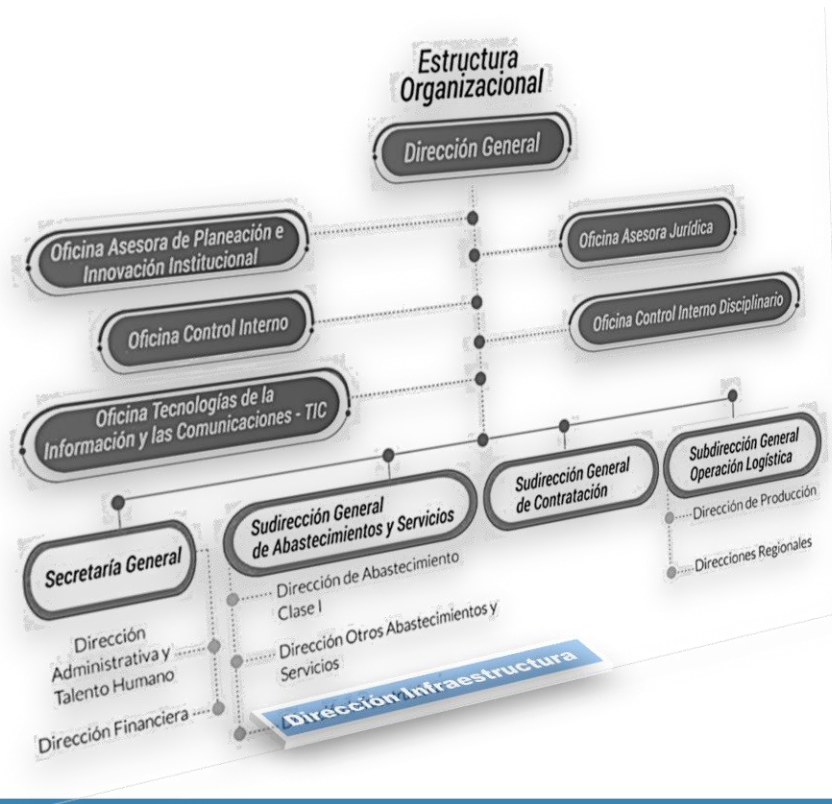 Estructura
Organizacional
Dirección General
Oficina Asesora de Planeación e
Innovación Institucional
Oficina Asesora Jurídica
Oficina Control Interno
Oficina Control Interno Disciplinario
Oficina Tecnologías de la
Información y las Comunicaciones - TIC
Secretaría General
Dirección
Administrativa y
Talento Humano
Dirección Financiera
Sudirección General
de Abastecimientos y Servicios
Dirección de Abastecimiento
Clase I
Dirección Otros Abastecimientos y
Servicios
Dirección Infraestructura
Sudirección General
de Contratación
Subdirección General
Operación Logística
Dirección de Producción
Direcciones Regionales